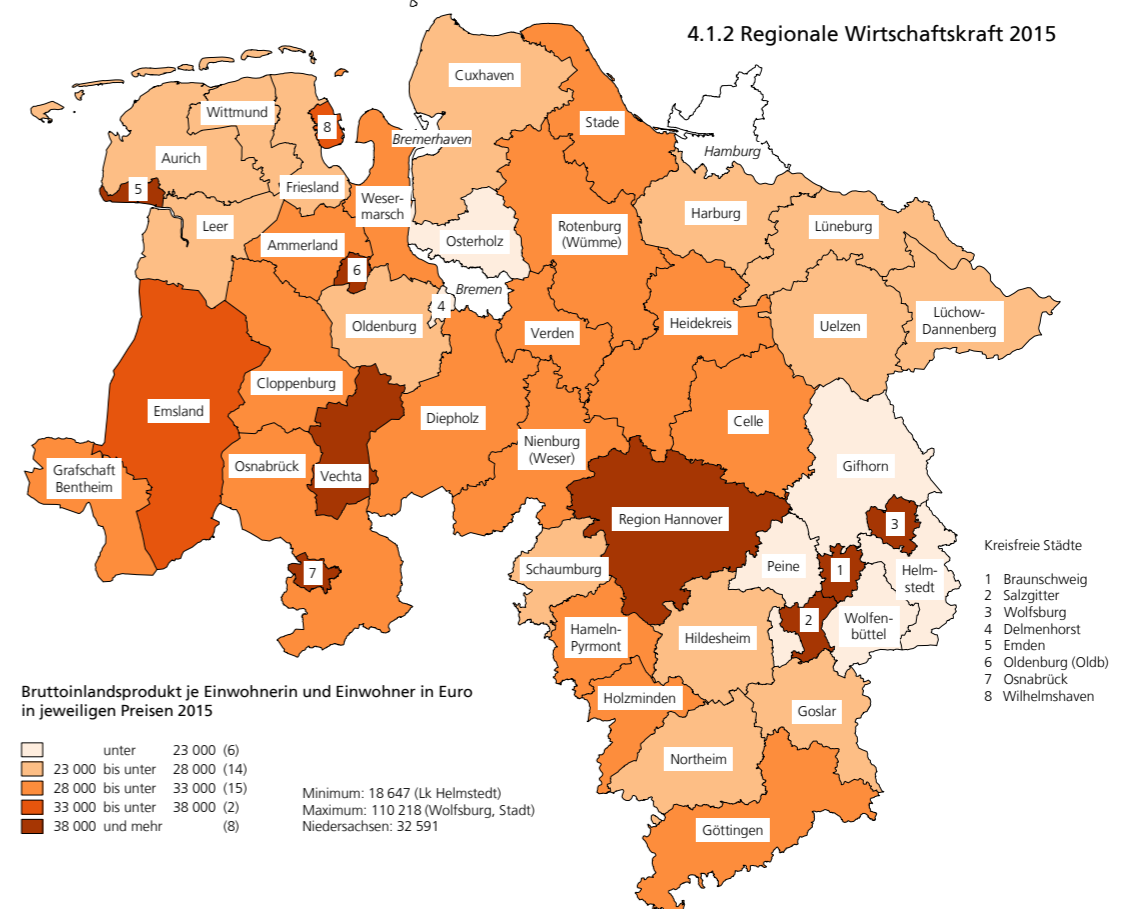 4.1.2 Regionale Wirtschaftskraft 2015
Cuxhaven
Wittmund
Stade
8
Bremerhaven
Hamburg
Aurich
5
Friesland
Weser-
marsch
Harburg
Leer
Rotenburg
(Wümme)
Lüneburg
Ammerland
Osterholz
6
Bremen
4
Oldenburg
Verden
Heidekreis
Uelzen
Lüchow-
Dannenberg
Cloppenburg
Emsland
Diepholz
Celle
Nienburg
(Weser)
Grafschaft
Bentheim
Osnabrück
Vechta
Gifhorn
Region Hannover
3
Schaumburg
Peine
1
Helm-
stedt
7
2
Wolfen-
büttel
Hameln-
Pyrmont
Hildesheim
Holzminden
Goslar
Northeim
Göttingen
Kreisfreie Städte
1 Braunschweig
2 Salzgitter
3 Wolfsburg
4 Delmenhorst
5 Emden
6 Oldenburg (Oldb)
7 Osnabrück
8 Wilhelmshaven
Bruttoinlandsprodukt je Einwohnerin und Einwohner in Euro
in jeweiligen Preisen 2015
unter 23 000 (6)
23 000 bis unter 28 000 (14)
28 000 bis unter 33 000 (15)
33 000 bis unter 38 000 (2)
38 000 und mehr (8)
Minimum: 18 647 (Lk Helmstedt)
Maximum: 110 218 (Wolfsburg, Stadt)
Niedersachsen: 32 591